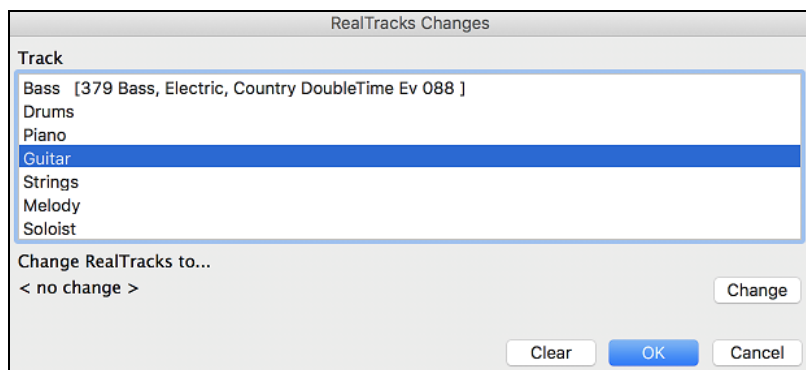 RealTracks Changes
Track
Bass [379 Bass, Electric, Country DoubleTime Ev 088 ]
Drums
Piano
Guitar
Strings
Melody
Soloist
Change RealTracks to...
< no change >
Change
Clear OK Cancel